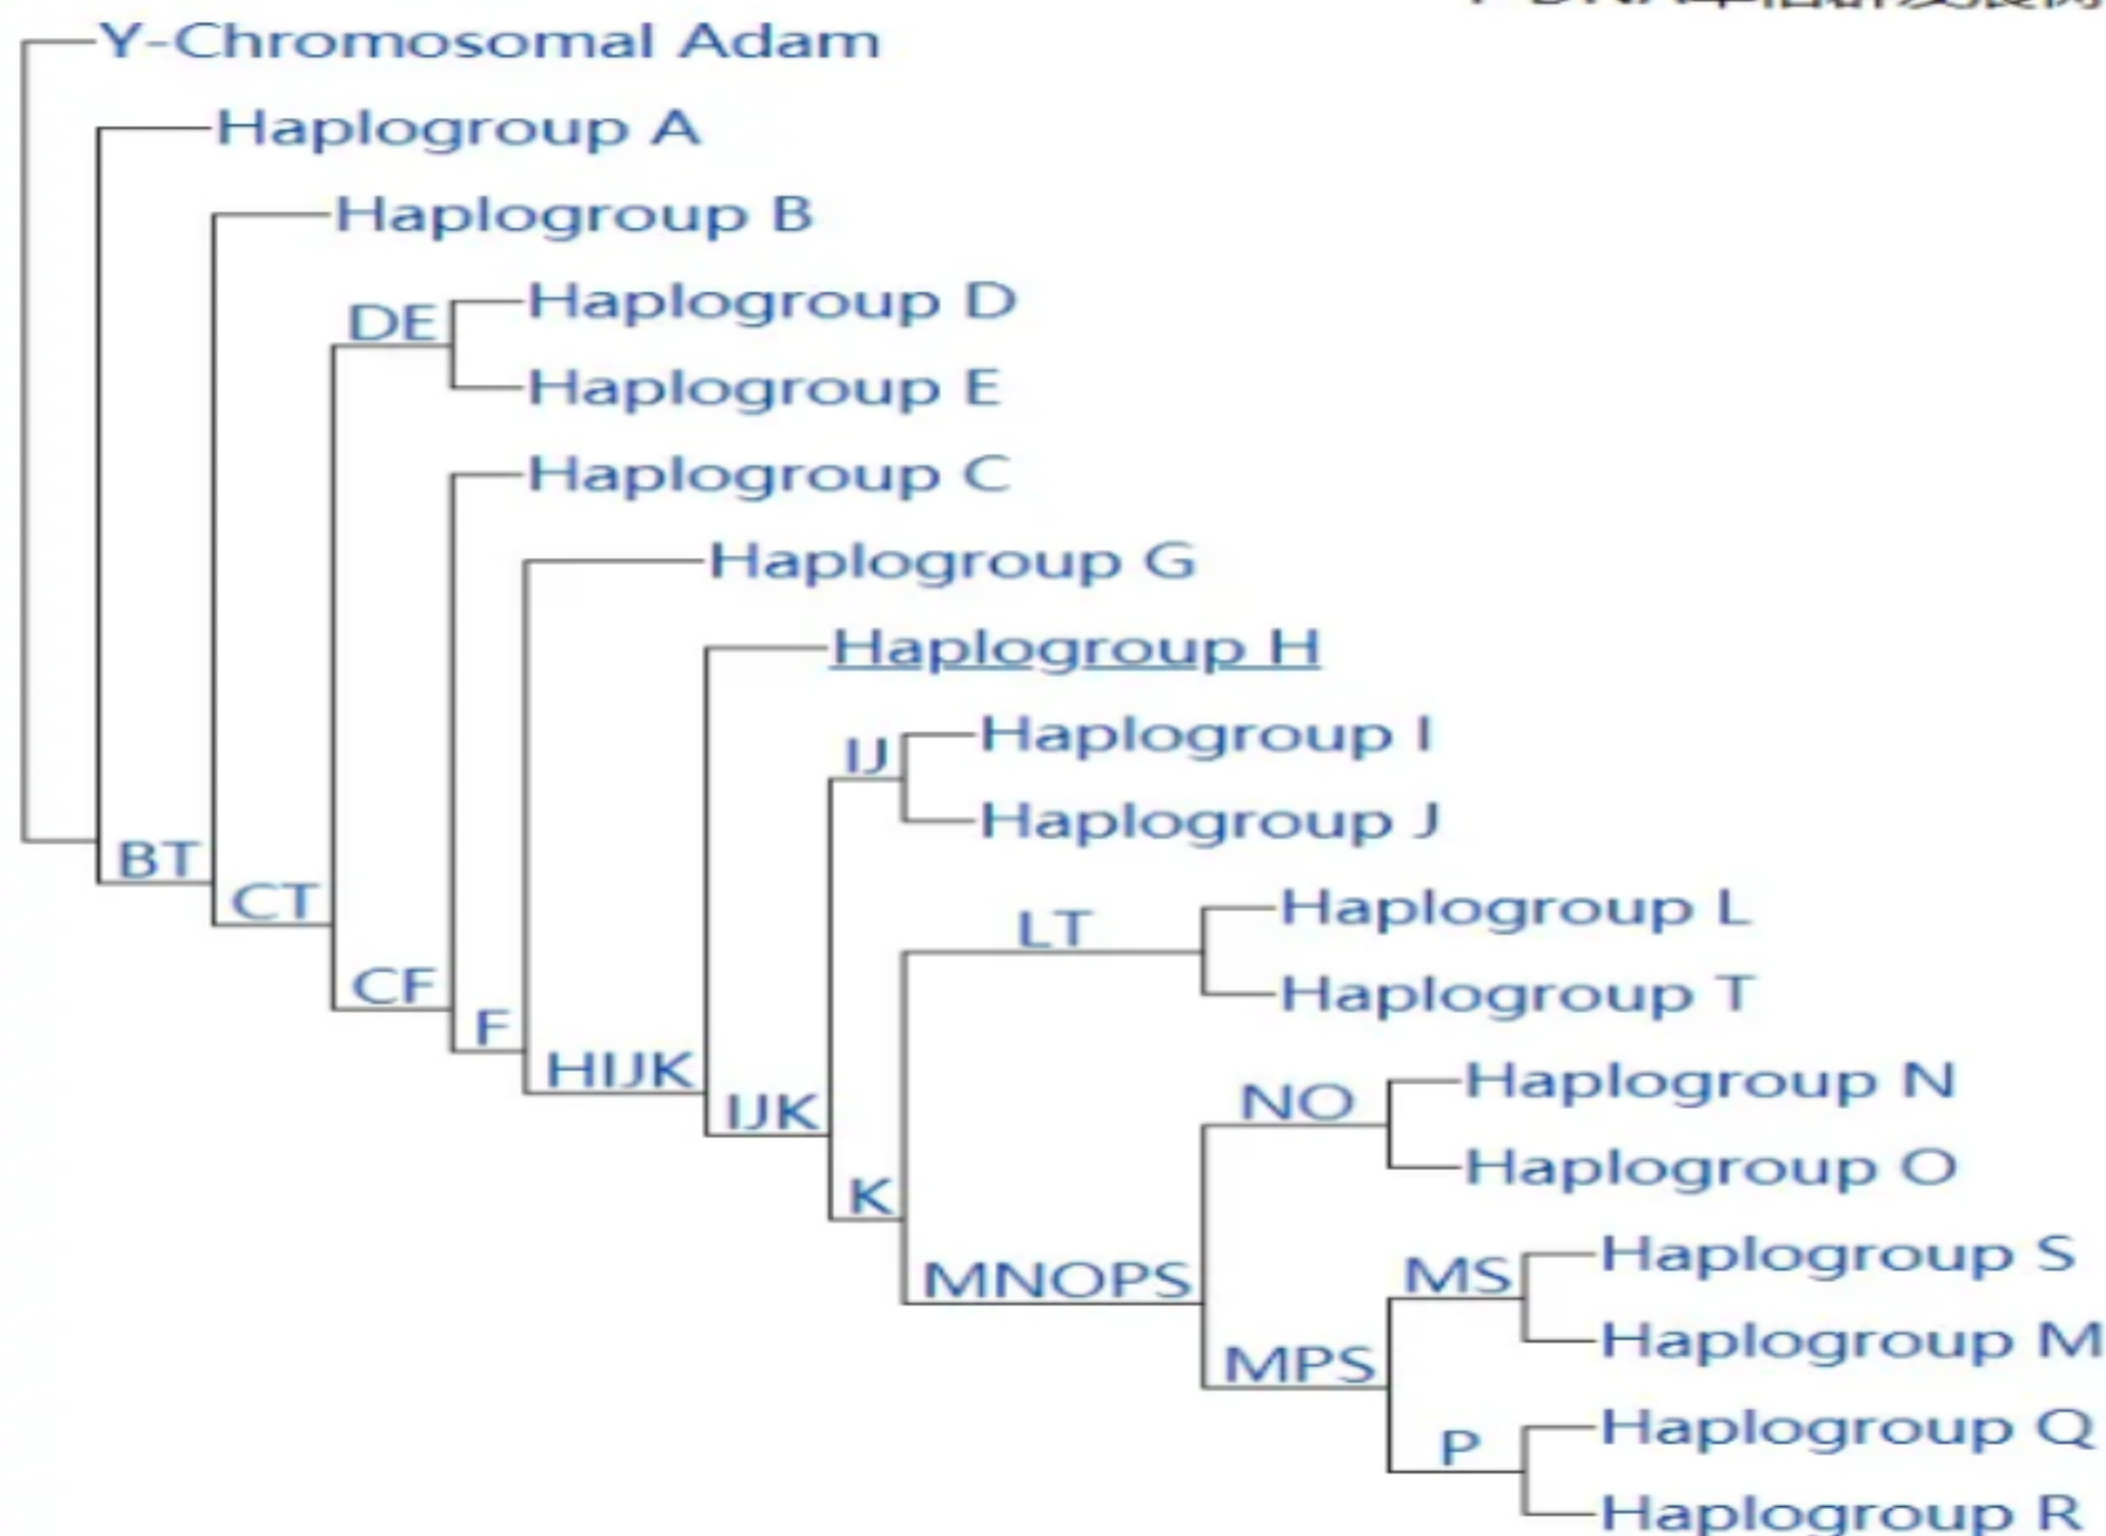 Y-Chromosomal Adam
Haplogroup A
Haplogroup B
DE
Haplogroup D
Haplogroup E
Haplogroup C
Haplogroup G
Haplogroup H
IJ
Haplogroup I
Haplogroup J
BT
CT
LT
Haplogroup L
Haplogroup T
CF
F
HIJK
IJK
NO
Haplogroup N
Haplogroup O
K
MNOPS
MS
Haplogroup S
Haplogroup M
MPS
P
Haplogroup Q
Haplogroup R